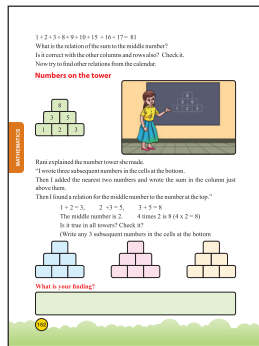 1 + 2 + 3 + 8 + 9 + 10 + 15 + 16 + 17 = 81
What is the relation of the sum to the middle number?
Is it correct with the other columns and rows also? Check it.
Now try to find other relations from the calendar.
Numbers on the tower
8
3 5
1 2 3
8
3 5
1 2 3
MATHEMATICS
Rani explained the number tower she made.
"I wrote three subsequent numbers in the cells at the bottom.
Then I added the nearest two numbers and wrote the sum in the column just
above them.
Then I found a relation for the middle number to the number at the top."
1 + 2 = 3, 2 + 3 = 5, 3 + 5 = 8
The middle number is 2. 4 times 2 is 8 (4 x 2 = 8)
Is it true in all towers? Check it?
(Write any 3 subsequent numbers in the cells at the bottom
What is your finding?
192